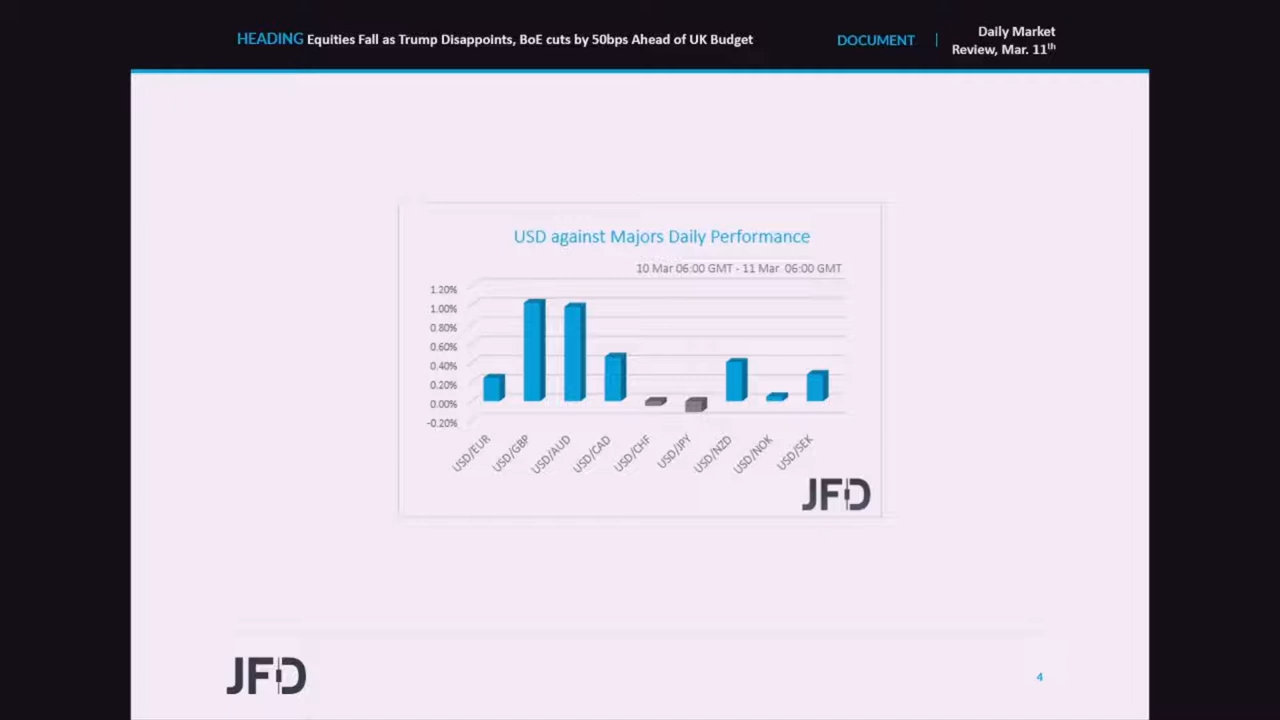 HEADING Equities Fall as Trump Disappoints, BoE cuts by 50bps Ahead of UK Budget
DOCUMENT
Daily Market
Review, Mar. 11th
USD against Majors Daily Performance
10 Mar 06:00 GMT - 11 Mar 06:00 GMT
1.20%
1.00%
0.80%
0.60%
0.40%
0.20%
0.00%
-0.20%
USD/EUR
USD/GBP
USD/AUD
USD/CAD
USD/CHF
USD/JPY
USD/NZD
USD/NOK
USD/SEK
JFD
JFD
4